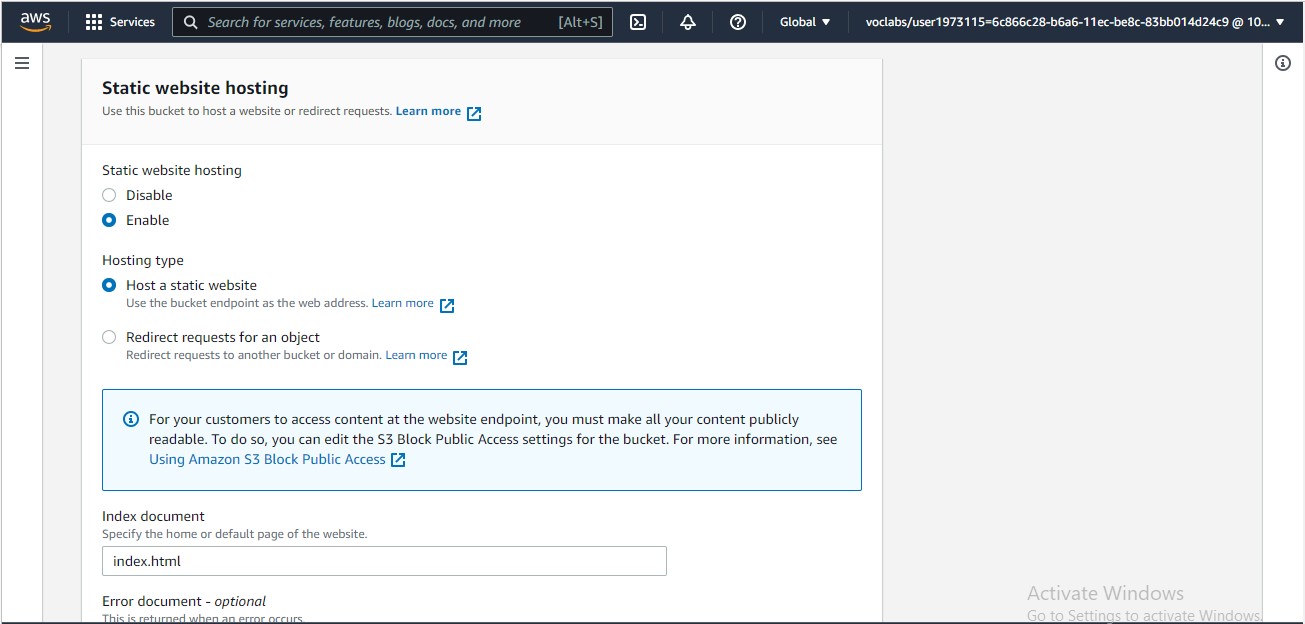 aws
Services
Search for services, features, blogs, docs, and more [Alt+S]
Global
voclabs/user1973115=6c866c28-b6a6-11ec-be8c-83bb014d24c9 @ 10...
Static website hosting
Use this bucket to host a website or redirect requests. Learn more
Static website hosting
Disable
Enable
Hosting type
Host a static website
Use the bucket endpoint as the web address. Learn more
Redirect requests for an object
Redirect requests to another bucket or domain. Learn more
For your customers to access content at the website endpoint, you must make all your content publicly
readable. To do so, you can edit the S3 Block Public Access settings for the bucket. For more information, see
Using Amazon S3 Block Public Access
Index document
Specify the home or default page of the website.
index.html
Error document - optional
This is returned when an error occurs.
Activate Windows
Go to Settings to activate Windows.